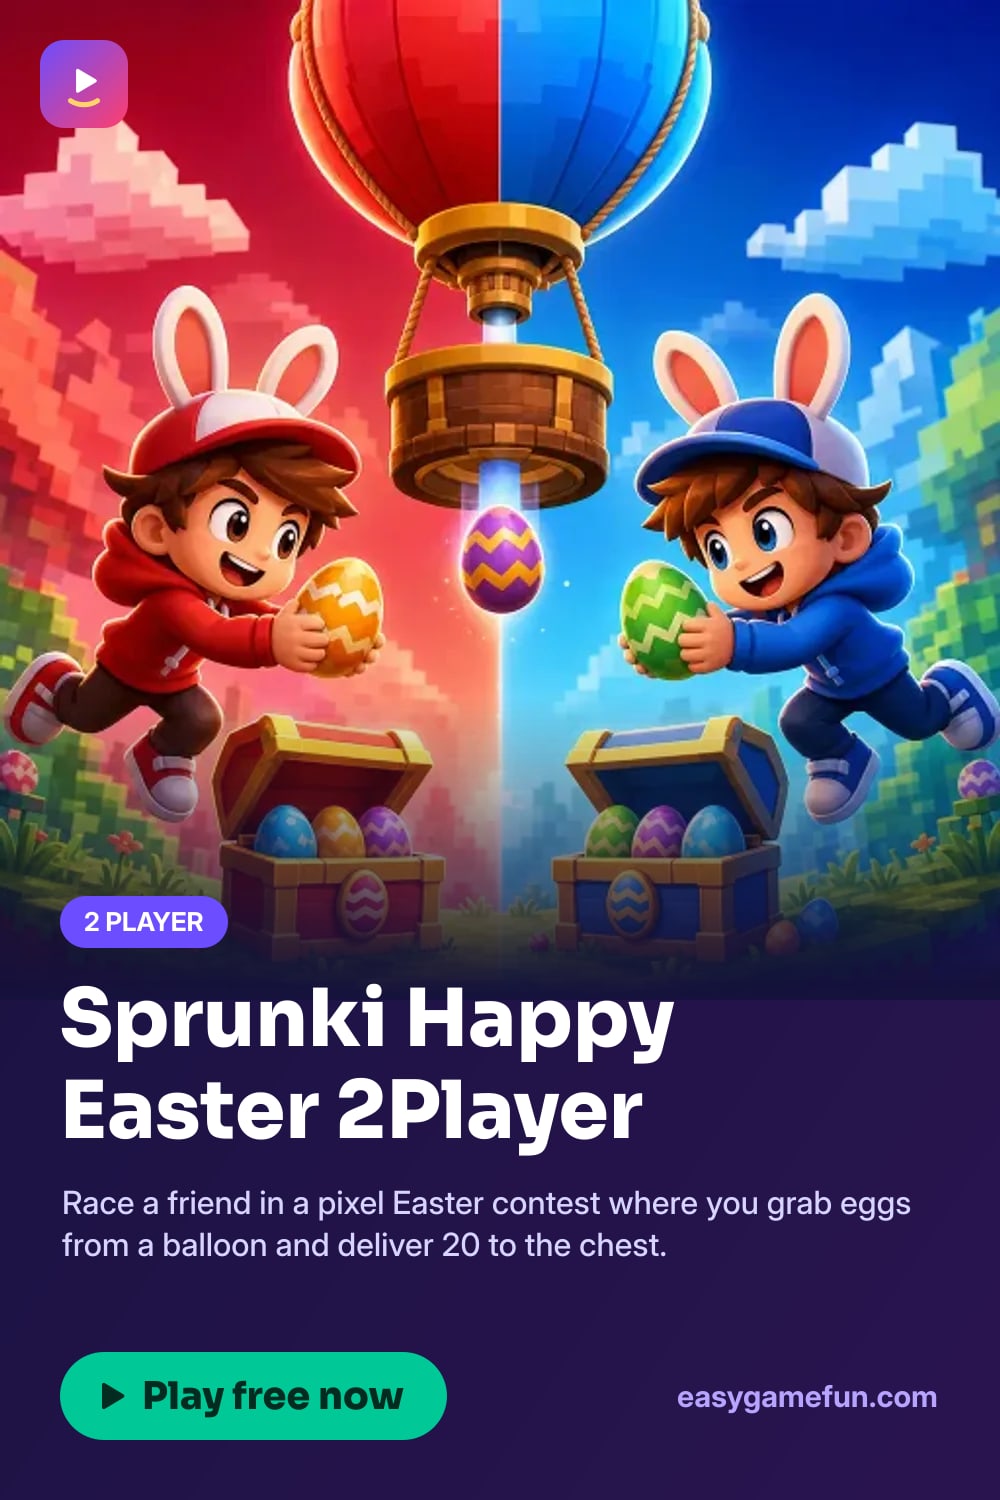 2 PLAYER
Sprunki Happy
Easter 2Player
Race a friend in a pixel Easter contest where you grab eggs
from a balloon and deliver 20 to the chest.
Play free now
easygamefun.com